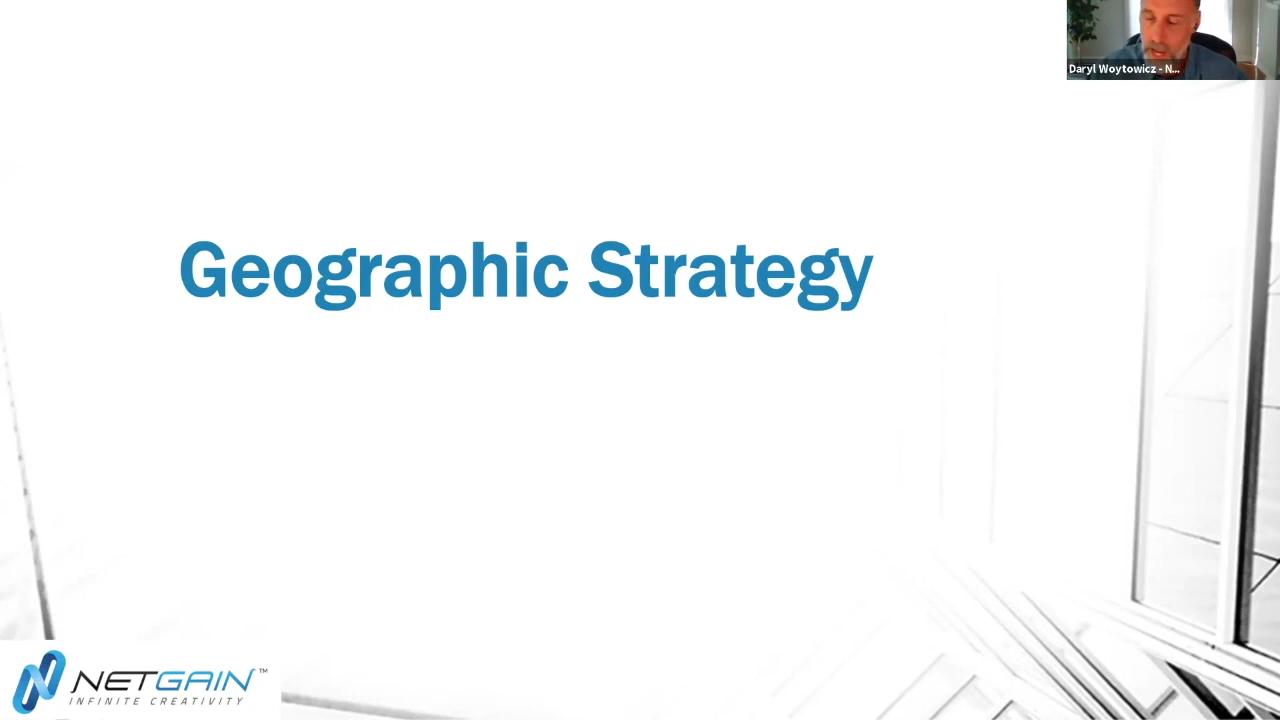 Daryl Woytowicz - N...
Geographic Strategy
NETGAIN™
INFINITE CREATIVITY